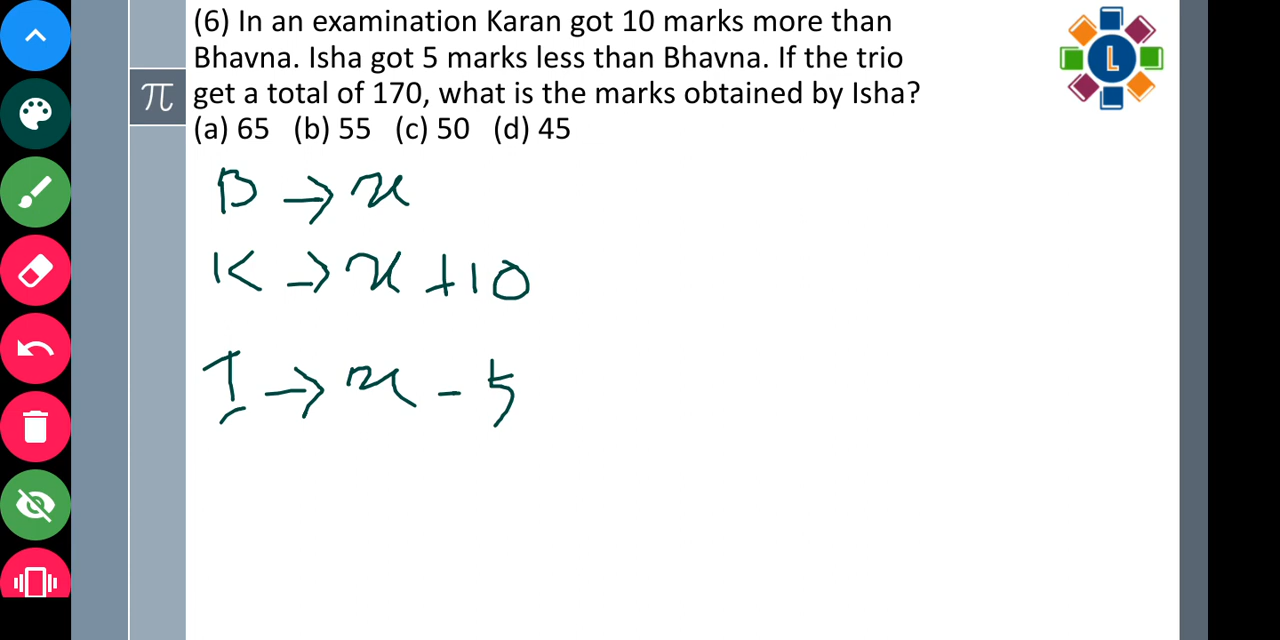 (6) In an examination Karan got 10 marks more than
Bhavna. Isha got 5 marks less than Bhavna. If the trio
π get a total of 170, what is the marks obtained by Isha?
(a) 65 (b) 55 (c) 50 (d) 45
L
B → x
K → x + 10
I → x - 5